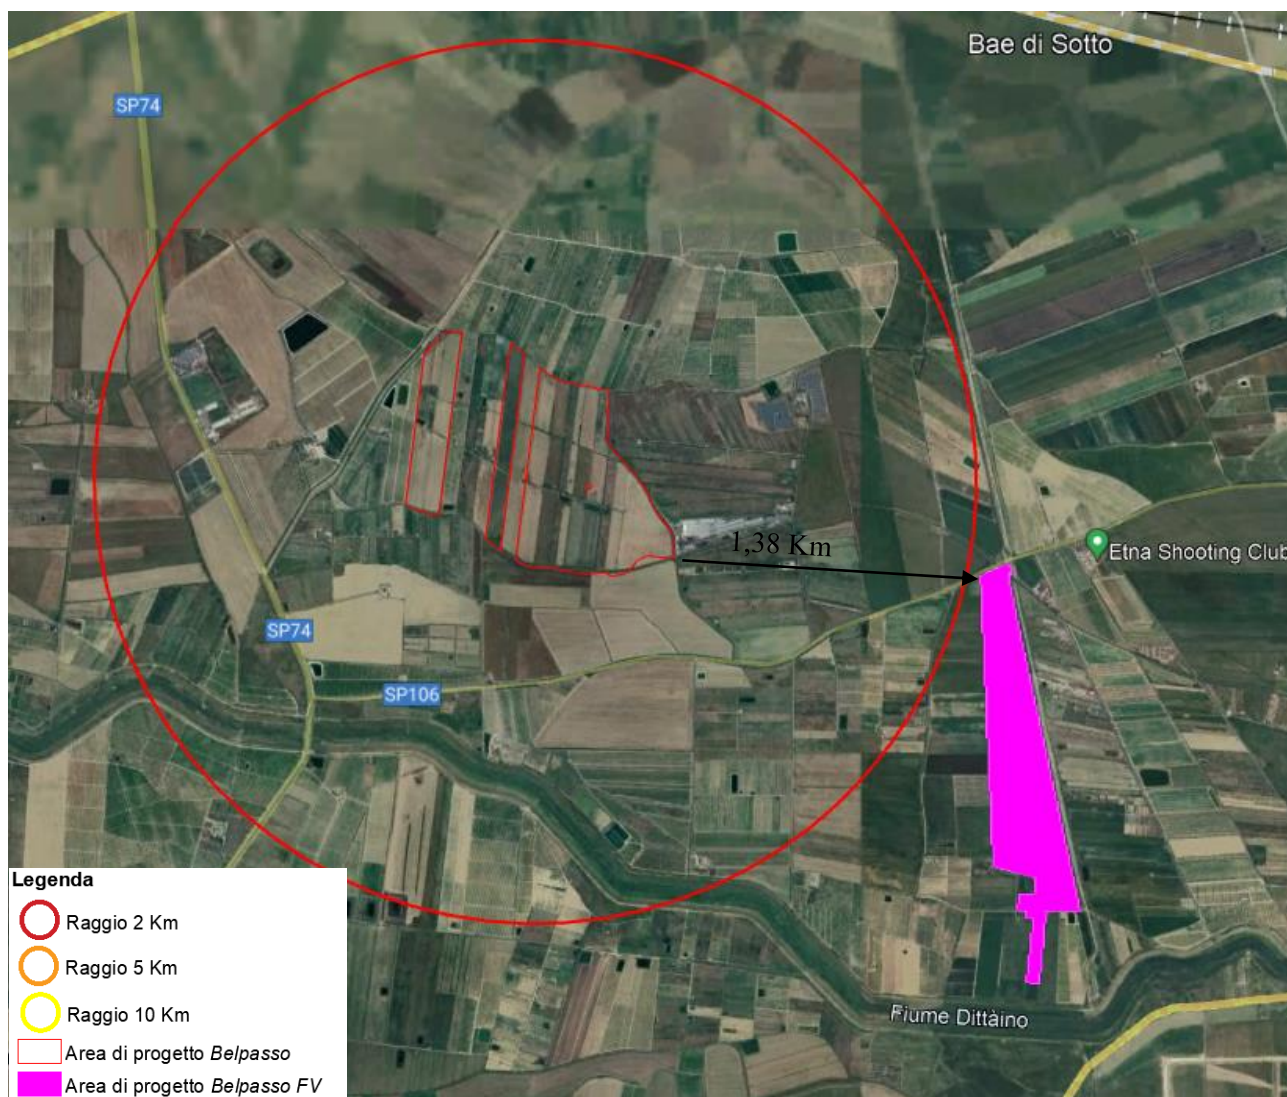 Bae di Sotto
SP74
1,38 Km
Etna Shooting Club
SP74
SP106
Fiume Dittàino
Legenda
Raggio 2 Km
Raggio 5 Km
Raggio 10 Km
Area di progetto Belpasso
Area di progetto Belpasso FV